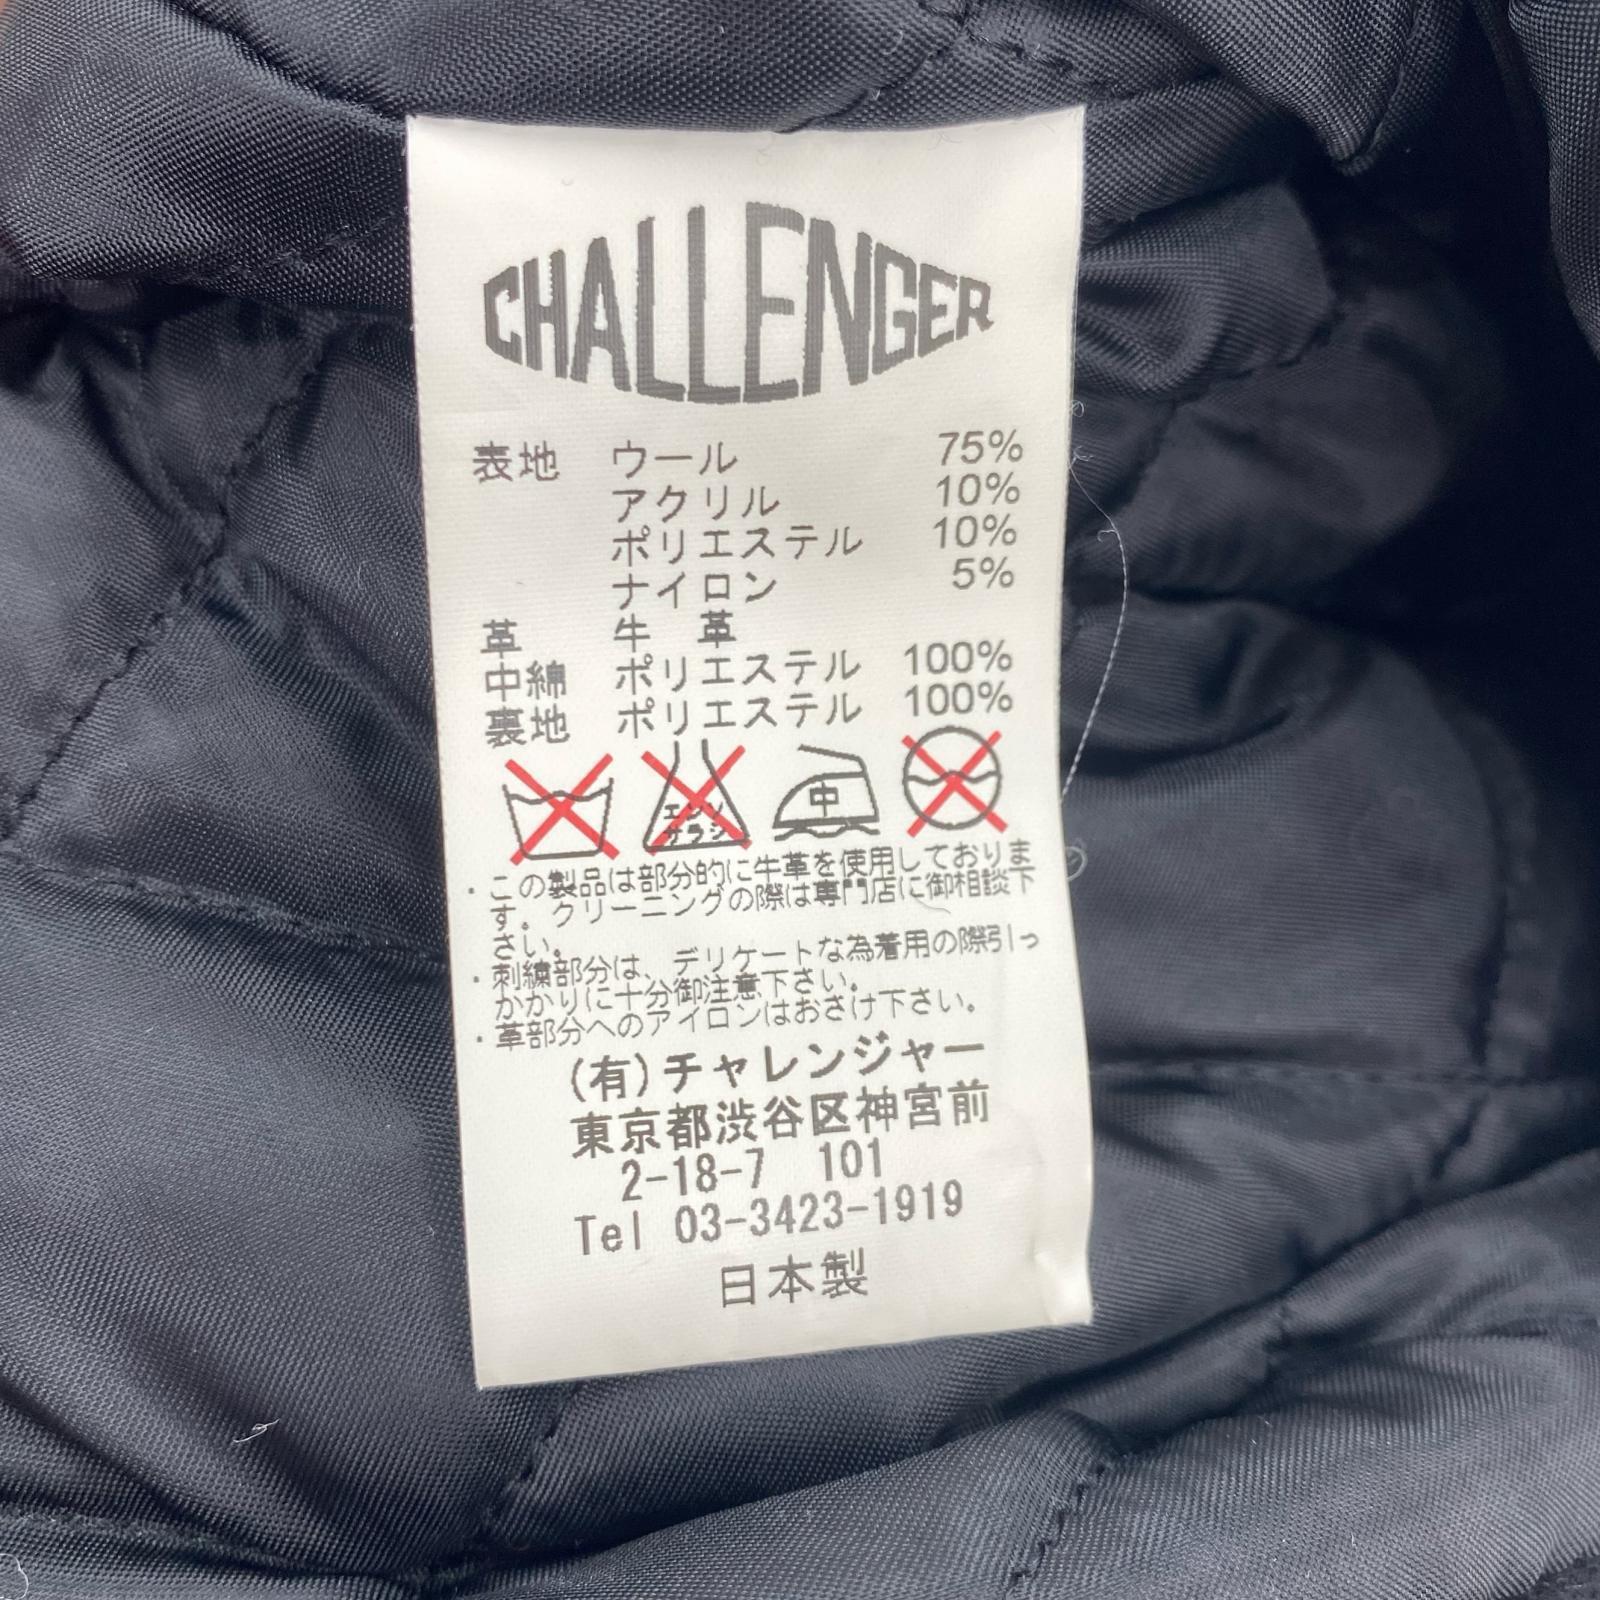 CHALLENGER
表地 ウール 75%
アクリル 10%
ポリエステル 10%
ナイロン 5%
革 牛 革
中綿 ポリエステル 100%
裏地 ポリエステル 100%
エンソ サラシ 中
・この製品は部分的に牛革を使用しておりま
す。クリーニングの際は専門店に御相談下
さい。
・刺繍部分は、デリケートな為着用の際引っ
かかりに十分御注意下さい。
・革部分へのアイロンはおさけ下さい。
(有)チャレンジャー
東京都渋谷区神宮前
2-18-7 101
Tel 03-3423-1919
日本製